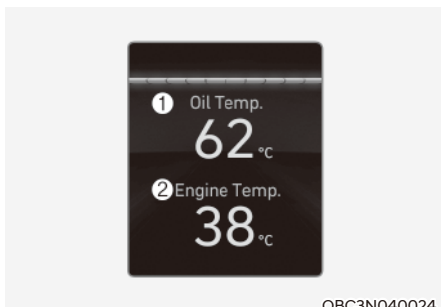 1 Oil Temp.
62 °C
2 Engine Temp.
38 °C
OBC3N040024